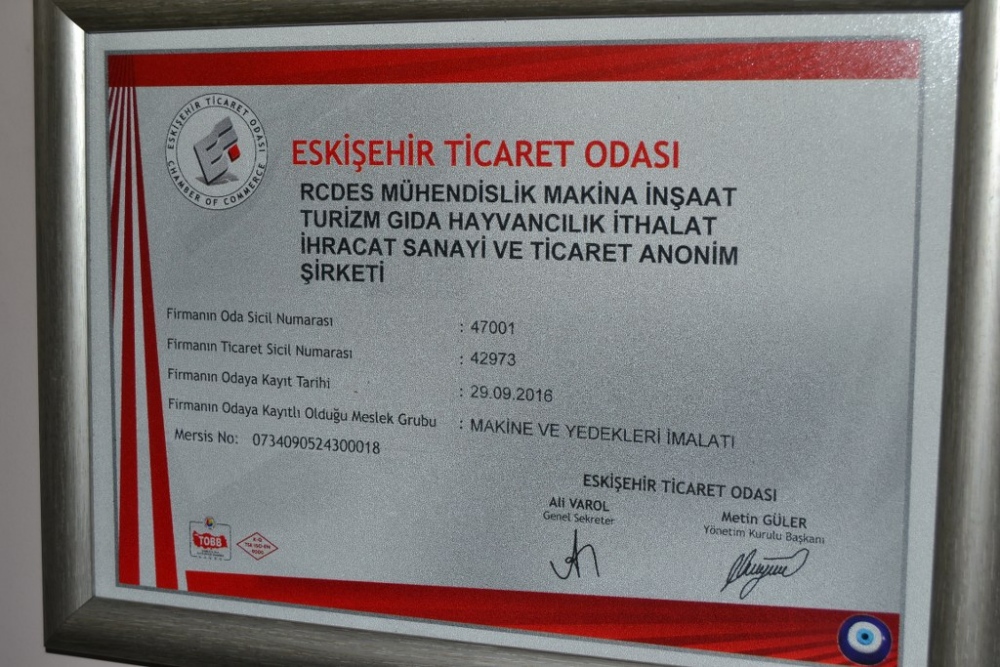 ESKİŞEHİR TİCARET ODASI
CHAMBER OF COMMERCE
ESKİŞEHİR TİCARET ODASI
RCDES MÜHENDİSLİK MAKİNA İNŞAAT
TURİZM GIDA HAYVANCILIK İTHALAT
İHRACAT SANAYİ VE TİCARET ANONİM
ŞİRKETİ
Firmanın Oda Sicil Numarası : 47001
Firmanın Ticaret Sicil Numarası : 42973
Firmanın Odaya Kayıt Tarihi : 29.09.2016
Firmanın Odaya Kayıtlı Olduğu Meslek Grubu : MAKİNE VE YEDEKLERİ İMALATI
Mersis No: 0734090524300018
ESKİŞEHİR TİCARET ODASI
Ali VAROL
Genel Sekreter
Metin GÜLER
Yönetim Kurulu Başkanı
TOBB